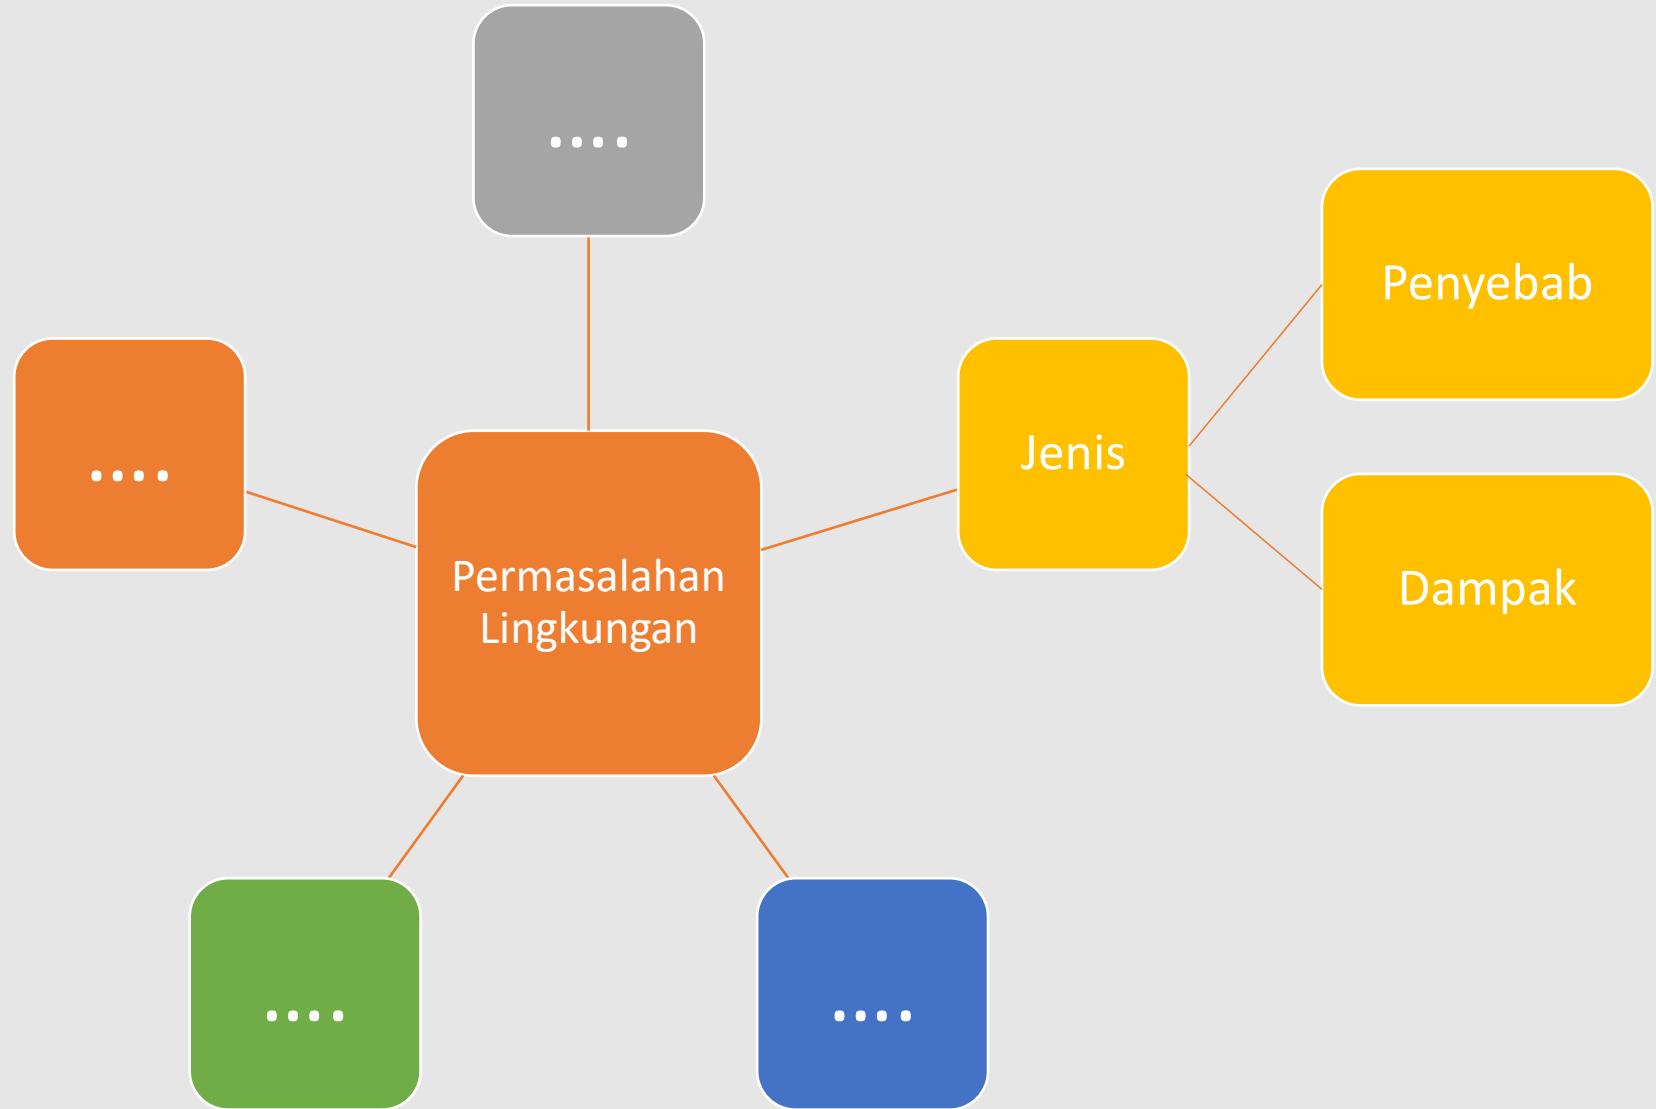 ....
Penyebab
....
Jenis
Permasalahan
Lingkungan
Dampak
....
....